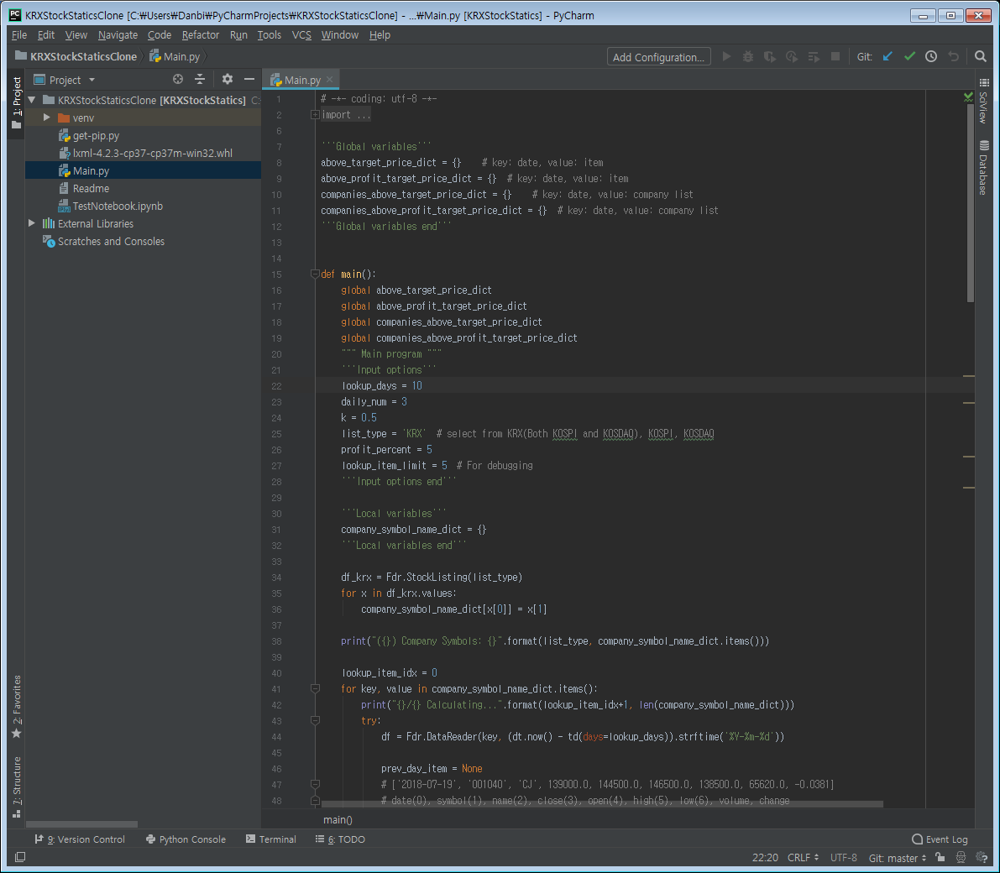 KRXStockStaticsClone [C:₩Users₩Danbi₩PyCharmProjects₩KRXStockStaticsClone] - ...₩Main.py [KRXStockStatics] - PyCharm
File Edit View Navigate Code Refactor Run Tools VCS Window Help
KRXStockStaticsClone Main.py Add Configuration... Git:
1: Project
Project
KRXStockStaticsClone [KRXStockStatics] C:
venv
get-pip.py
lxml-4.2.3-cp37-cp37m-win32.whl
Main.py
Readme
TestNotebook.ipynb
External Libraries
Scratches and Consoles
2: Favorites
7: Structure
Main.py
1 # -*- coding: utf-8 -*-
2 import ...
6
7 '''Global variables'''
8 above_target_price_dict = {} # key: date, value: item
9 above_profit_target_price_dict = {} # key: date, value: item
10 companies_above_target_price_dict = {} # key: date, value: company list
11 companies_above_profit_target_price_dict = {} # key: date, value: company list
12 '''Global variables end'''
13
14
15 def main():
16 global above_target_price_dict
17 global above_profit_target_price_dict
18 global companies_above_target_price_dict
19 global companies_above_profit_target_price_dict
20 """ Main program """
21 '''Input options'''
22 lookup_days = 10
23 daily_num = 3
24 k = 0.5
25 list_type = 'KRX' # select from KRX(Both KOSPI and KOSDAQ), KOSPI, KOSDAQ
26 profit_percent = 5
27 lookup_item_limit = 5 # For debugging
28 '''Input options end'''
29
30 '''Local variables'''
31 company_symbol_name_dict = {}
32 '''Local variables end'''
33
34 df_krx = Fdr.StockListing(list_type)
35 for x in df_krx.values:
36 company_symbol_name_dict[x[0]] = x[1]
37
38 print("({}) Company Symbols: {}".format(list_type, company_symbol_name_dict.items()))
39
40 lookup_item_idx = 0
41 for key, value in company_symbol_name_dict.items():
42 print("{}/{} Calculating...".format(lookup_item_idx+1, len(company_symbol_name_dict)))
43 try:
44 df = Fdr.DataReader(key, (dt.now() - td(days=lookup_days)).strftime('%Y-%m-%d'))
45
46 prev_day_item = None
47 # ['2018-07-19', '001040', 'CJ', 139000.0, 144500.0, 146500.0, 138500.0, 65620.0, -0.0381]
48 # date(0), symbol(1), name(2), close(3), open(4), high(5), low(6), volume, change
main()
SciView
Database
9: Version Control Python Console Terminal 6: TODO Event Log
22:20 CRLF UTF-8 Git: master